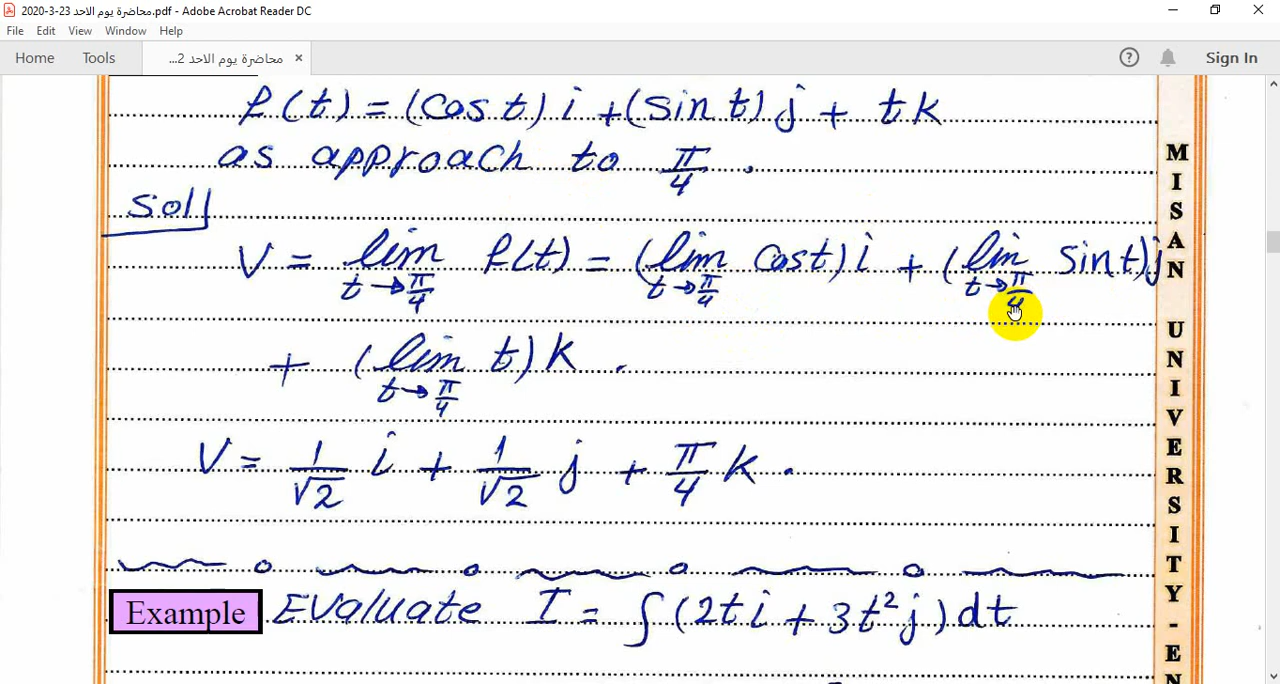 محاضرة يوم الاحد 23-3-2020.pdf - Adobe Acrobat Reader DC
File Edit View Window Help
Home Tools محاضرة يوم الاحد 2... × Sign In
f(t) = (cos t) i + (sin t) j + t k
as approach to π/4 .
Sol
V = lim t→π/4 f(t) = (lim t→π/4 cost) i + (lim t→π/4 sint) j
+ (lim t→π/4 t) k .
V = 1/√2 i + 1/√2 j + π/4 k .
Example Evaluate I = ∫ (2t i + 3t² j) dt
MISAN UNIVERSITY - EN